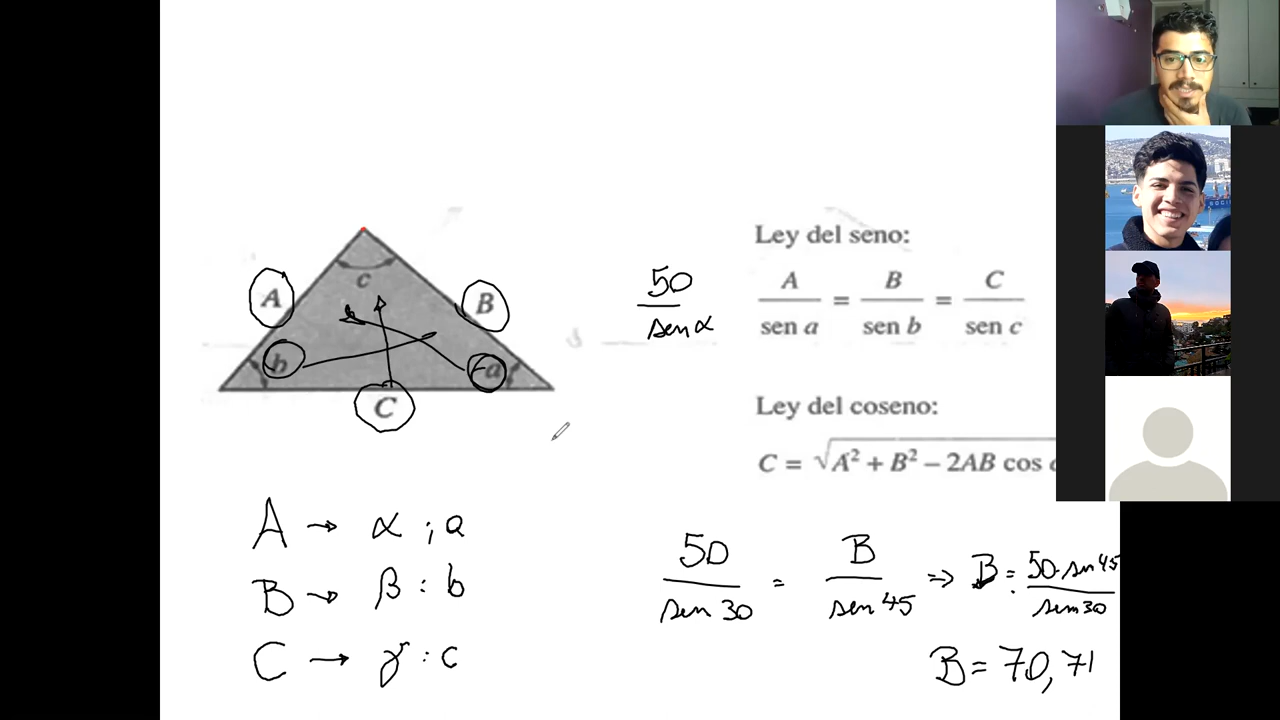 A
c
B
b
a
C
50
sen α
Ley del seno:
A / sen a = B / sen b = C / sen c
Ley del coseno:
C = √A² + B² – 2AB cos
A → α ; a
B → β : b
C → γ : c
50 / sen 30 = B / sen 45 => B = 50 · sen 45 / sen 30
B = 70,71